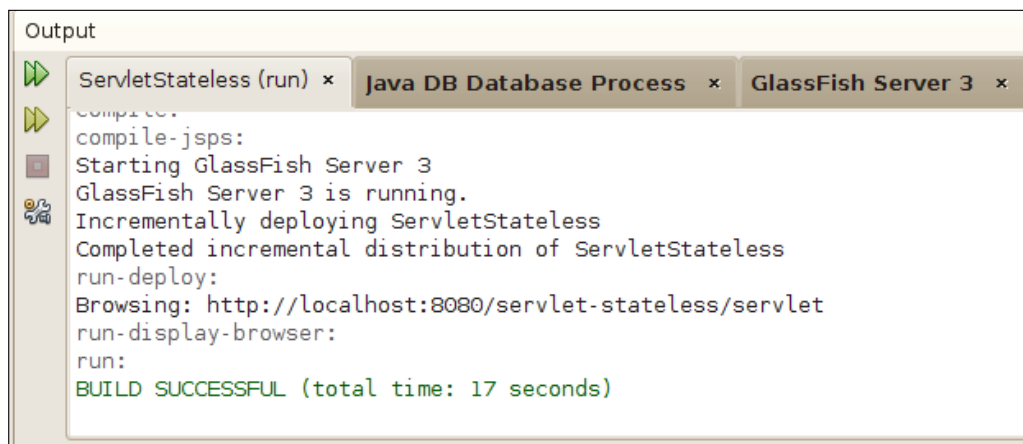 Output
ServletStateless (run) × Java DB Database Process × GlassFish Server 3 ×
compile:
compile-jsps:
Starting GlassFish Server 3
GlassFish Server 3 is running.
Incrementally deploying ServletStateless
Completed incremental distribution of ServletStateless
run-deploy:
Browsing: http://localhost:8080/servlet-stateless/servlet
run-display-browser:
run:
BUILD SUCCESSFUL (total time: 17 seconds)